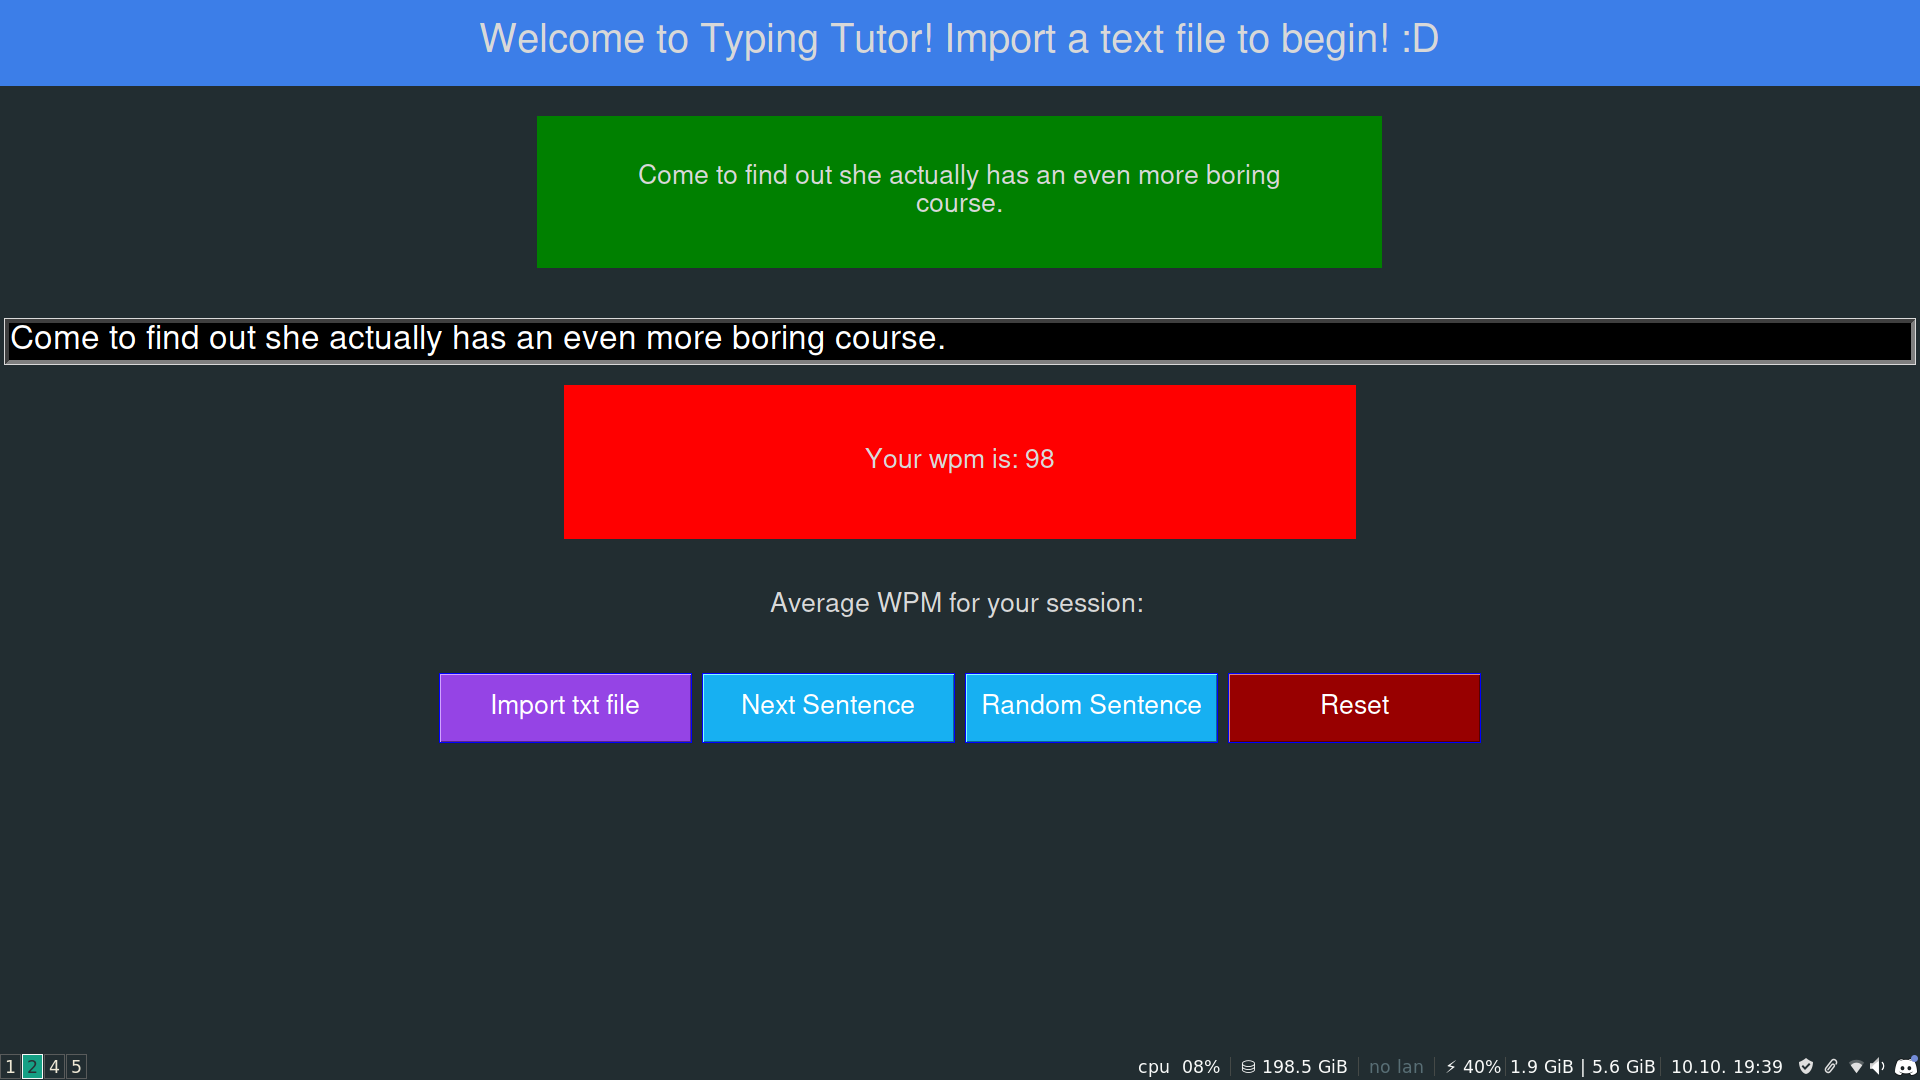 Welcome to Typing Tutor! Import a text file to begin! :D
Come to find out she actually has an even more boring
course.
Come to find out she actually has an even more boring course.
Your wpm is: 98
Average WPM for your session:
Import txt file
Next Sentence
Random Sentence
Reset
1 2 4 5
cpu 08% 198.5 GiB no lan ⚡ 40% 1.9 GiB | 5.6 GiB 10.10. 19:39